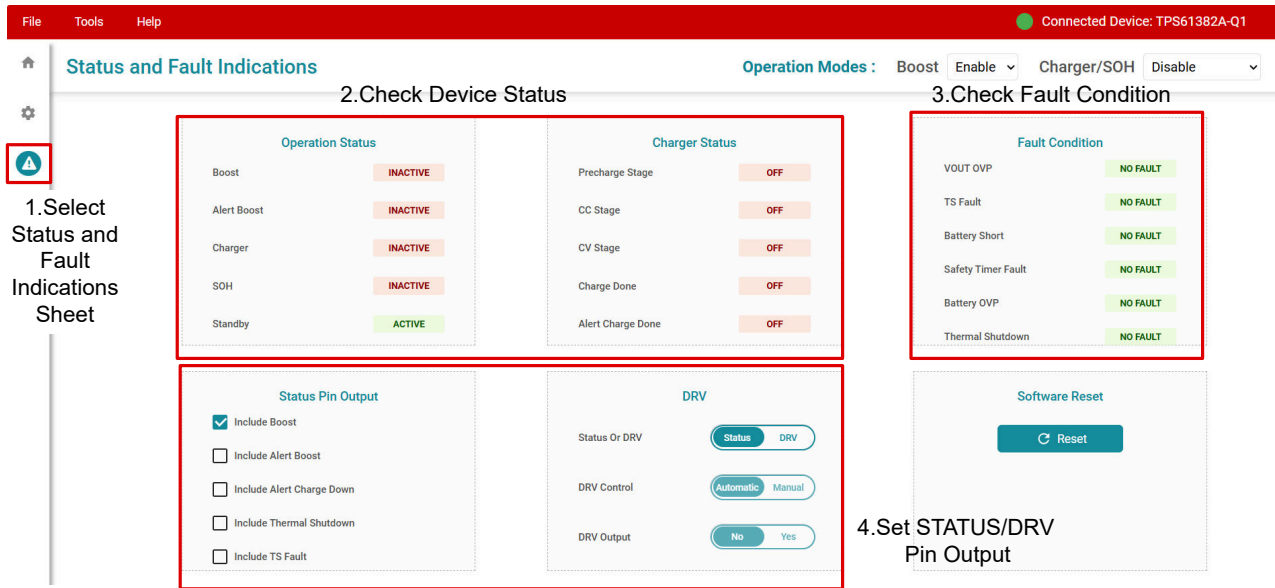 File Tools Help Connected Device: TPS61382A-Q1
Status and Fault Indications Operation Modes : Boost Enable Charger/SOH Disable
2.Check Device Status 3.Check Fault Condition
1.Select
Status and
Fault
Indications
Sheet
Operation Status
Boost INACTIVE
Alert Boost INACTIVE
Charger INACTIVE
SOH INACTIVE
Standby ACTIVE
Charger Status
Precharge Stage OFF
CC Stage OFF
CV Stage OFF
Charge Done OFF
Alert Charge Done OFF
Fault Condition
VOUT OVP NO FAULT
TS Fault NO FAULT
Battery Short NO FAULT
Safety Timer Fault NO FAULT
Battery OVP NO FAULT
Thermal Shutdown NO FAULT
Status Pin Output
Include Boost
Include Alert Boost
Include Alert Charge Down
Include Thermal Shutdown
Include TS Fault
DRV
Status Or DRV Status DRV
DRV Control Automatic Manual
DRV Output No Yes
4.Set STATUS/DRV
Pin Output
Software Reset
Reset